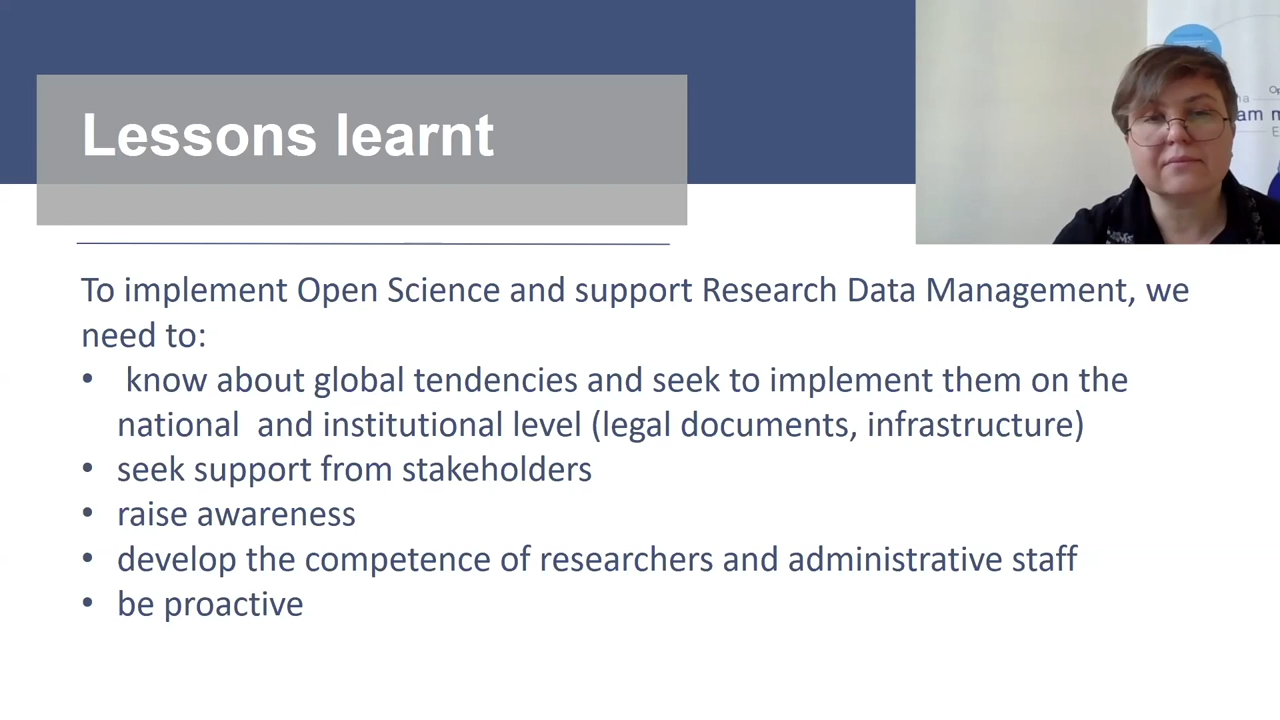 Lessons learnt
To implement Open Science and support Research Data Management, we
need to:
• know about global tendencies and seek to implement them on the
national and institutional level (legal documents, infrastructure)
• seek support from stakeholders
• raise awareness
• develop the competence of researchers and administrative staff
• be proactive